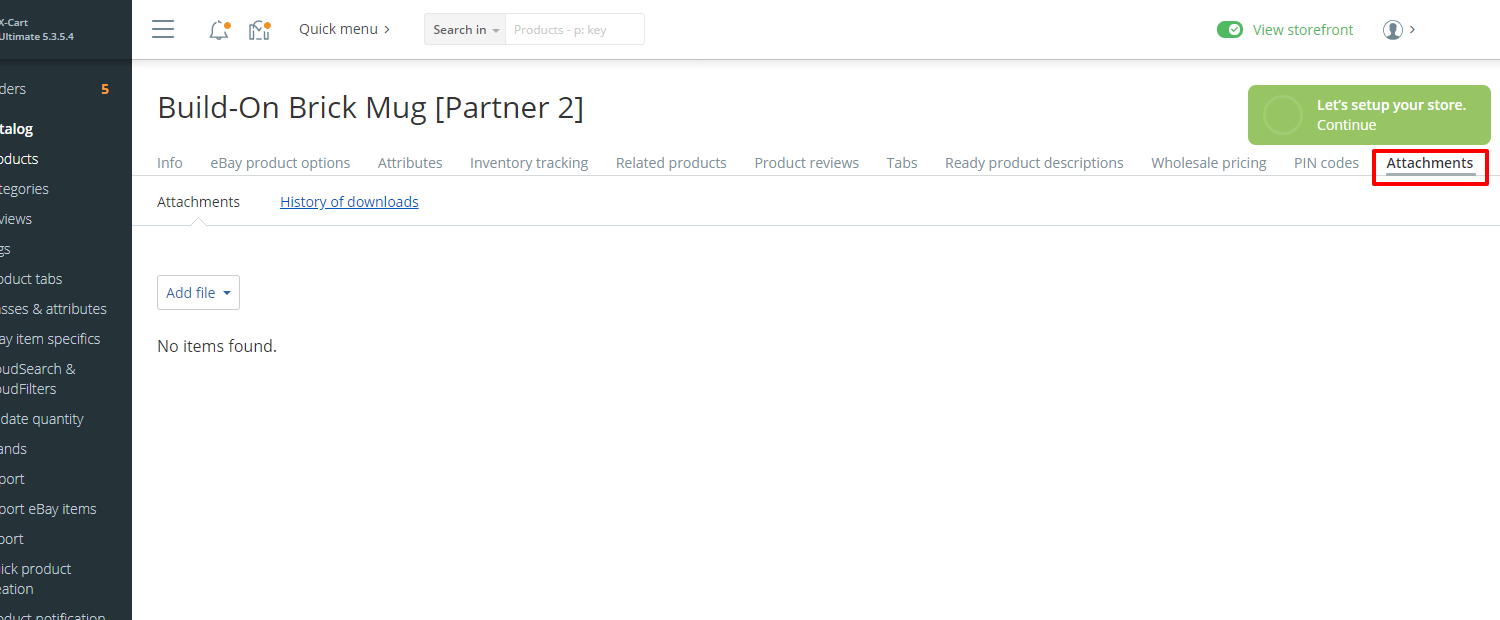 X-Cart
Ultimate 5.3.5.4
Quick menu
Search in
Products - p: key
View storefront
ders
5
talog
oducts
tegories
views
gs
oduct tabs
asses & attributes
ay item specifics
oudSearch &
oudFilters
date quantity
ands
port
port eBay items
port
ick product
eation
oduct notification
Build-On Brick Mug [Partner 2]
Let's setup your store.
Continue
Info
eBay product options
Attributes
Inventory tracking
Related products
Product reviews
Tabs
Ready product descriptions
Wholesale pricing
PIN codes
Attachments
Attachments
History of downloads
Add file
No items found.